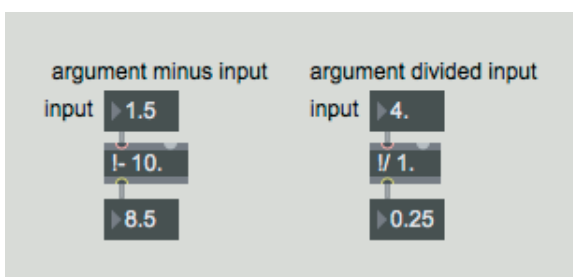 argument minus input
input 1.5
!- 10.
8.5
argument divided input
input 4.
!/ 1.
0.25